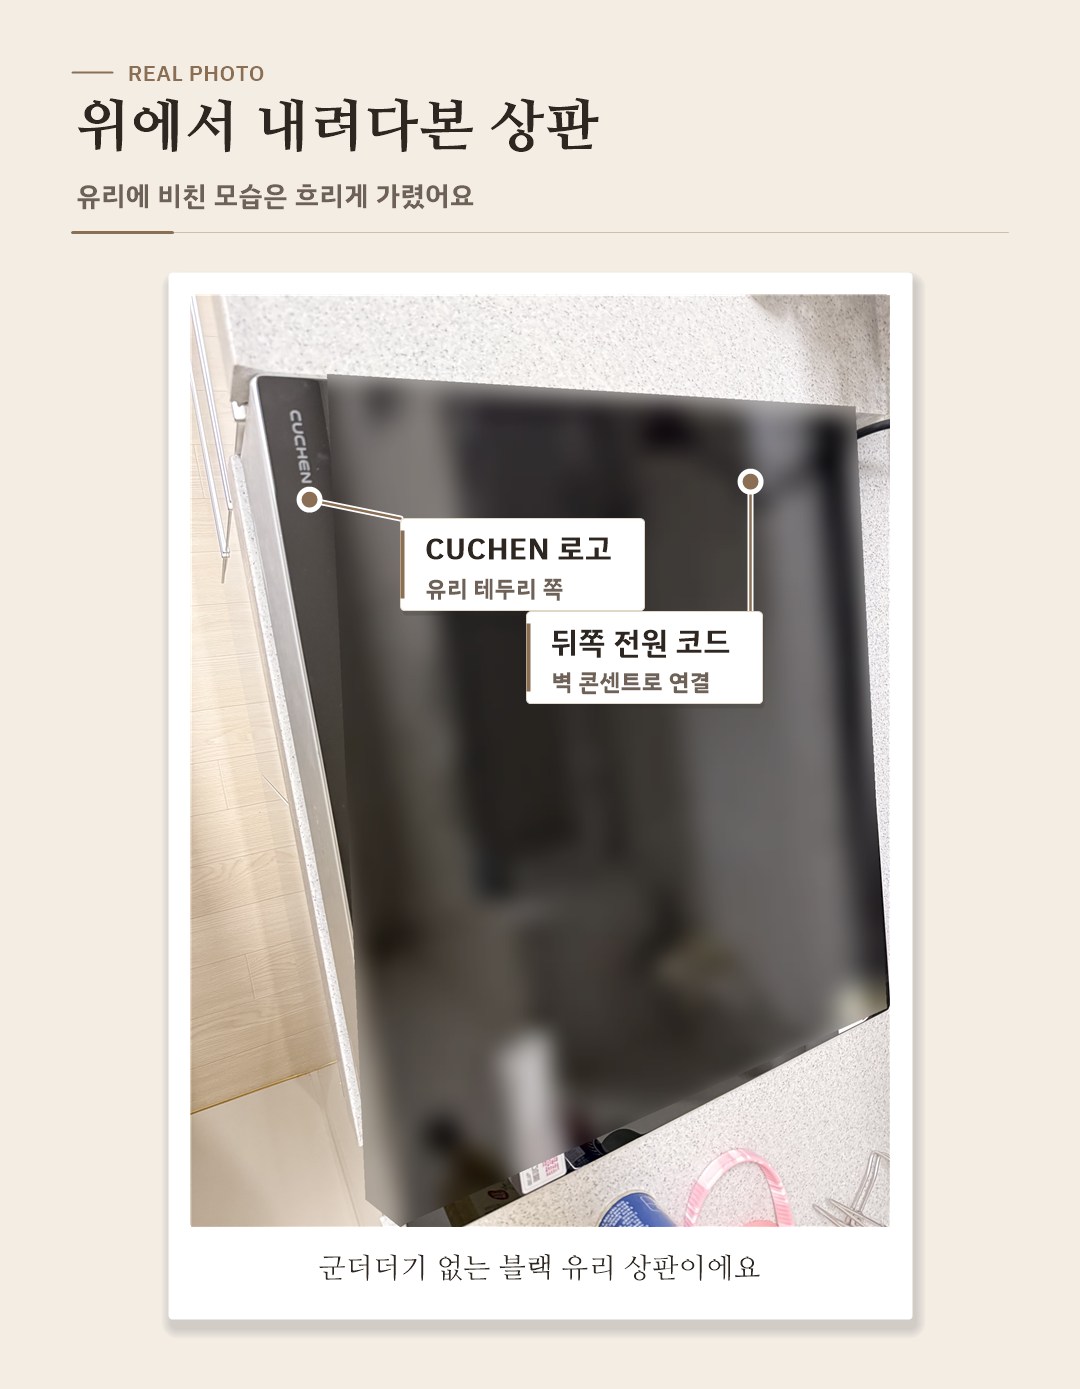 REAL PHOTO
위에서 내려다본 상판
유리에 비친 모습은 흐리게 가렸어요
CUCHEN
CUCHEN 로고
유리 테두리 쪽
뒤쪽 전원 코드
벽 콘센트로 연결
군더더기 없는 블랙 유리 상판이에요